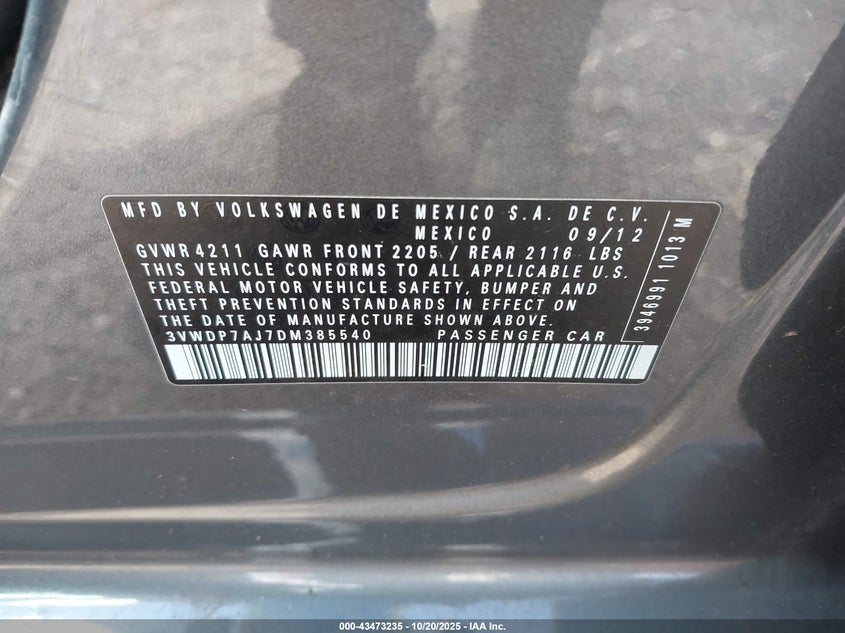 MFD BY VOLKSWAGEN DE MEXICO S.A. DE C.V.
MEXICO 09/12
GVWR 4211 GAWR FRONT 2205 / REAR 2116 LBS
THIS VEHICLE CONFORMS TO ALL APPLICABLE U.S.
FEDERAL MOTOR VEHICLE SAFETY, BUMPER AND
THEFT PREVENTION STANDARDS IN EFFECT ON
THE DATE OF MANUFACTURE SHOWN ABOVE.
3VWDP7AJ7DM385540 PASSENGER CAR
3946991 1013 M
000-43473235 - 10/20/2025 - IAA Inc.